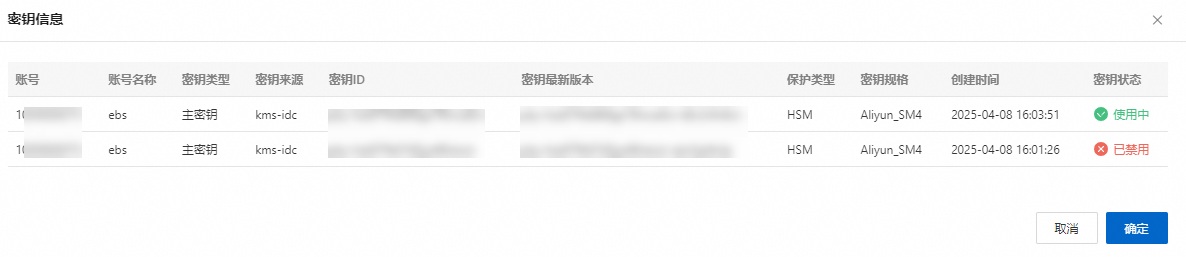 密钥信息
账号 账号名称 密钥类型 密钥来源 密钥ID 密钥最新版本 保护类型 密钥规格 创建时间 密钥状态
10 ebs 主密钥 kms-idc HSM Aliyun_SM4 2025-04-08 16:03:51 使用中
10 ebs 主密钥 kms-idc HSM Aliyun_SM4 2025-04-08 16:01:26 已禁用
取消 确定